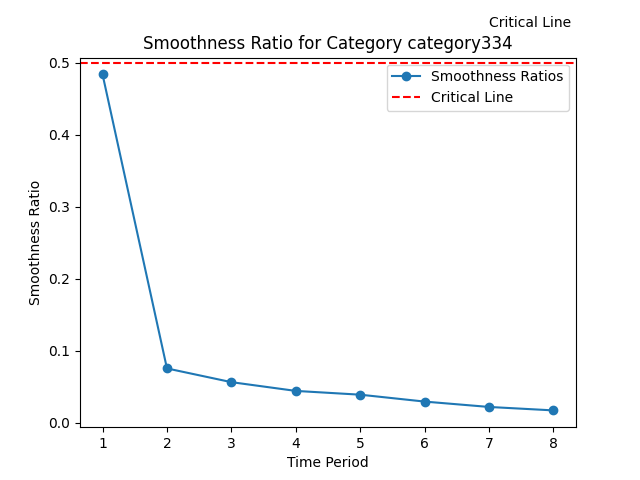 Critical Line
Smoothness Ratio for Category category334
Smoothness Ratios
Critical Line
Smoothness Ratio
0.5
0.4
0.3
0.2
0.1
0.0
1 2 3 4 5 6 7 8
Time Period